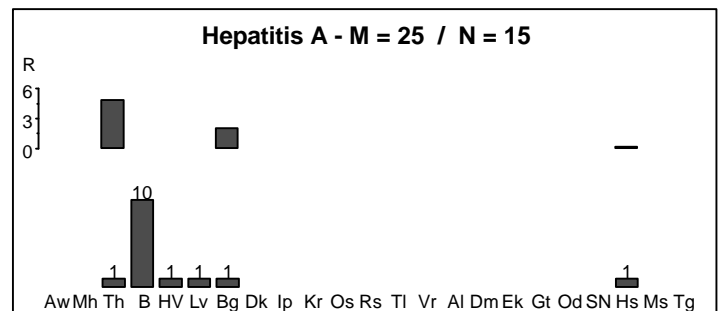 Hepatitis A - M = 25 / N = 15
R
6
3
0
10
1 1 1 1 1
Aw Mh Th B HV Lv Bg Dk Ip Kr Os Rs Tl Vr Al Dm Ek Gt Od SN Hs Ms Tg